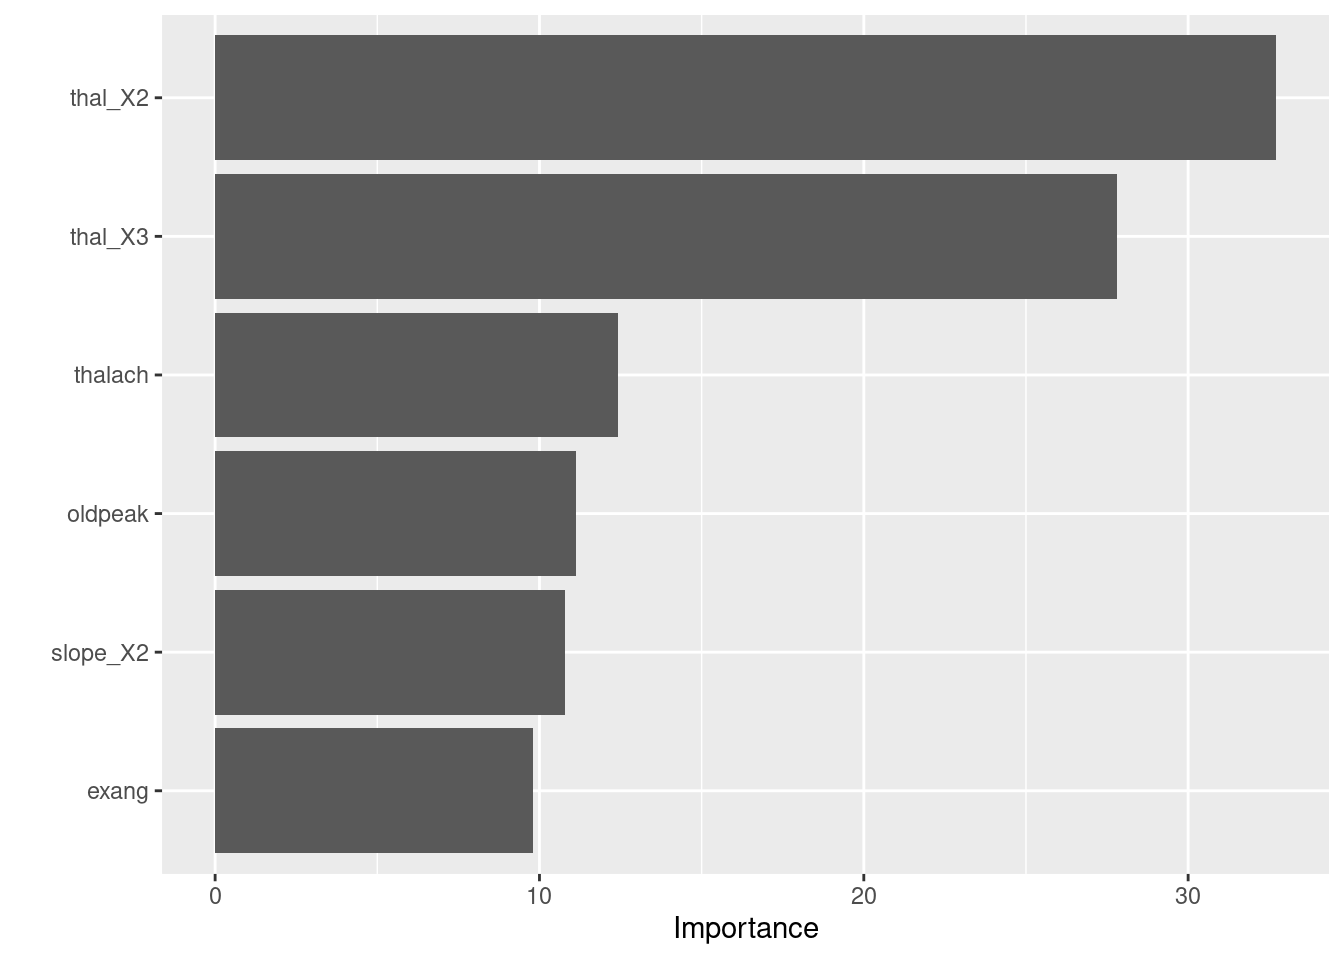 thal_X2
thal_X3
thalach
oldpeak
slope_X2
exang
0 10 20 30
Importance